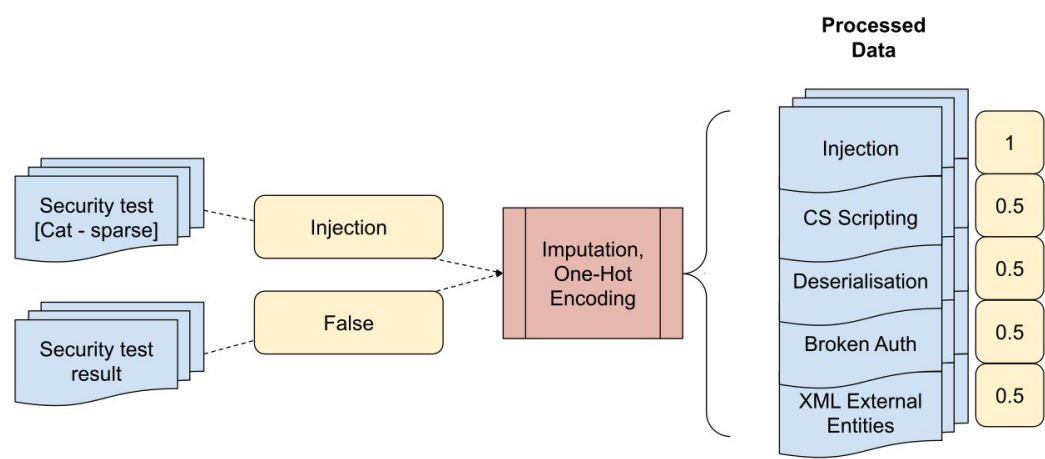 Processed
Data
Security test
[Cat - sparse]
Injection
Security test
result
False
Imputation,
One-Hot
Encoding
Injection
1
CS Scripting
0.5
Deserialisation
0.5
Broken Auth
0.5
XML External
Entities
0.5